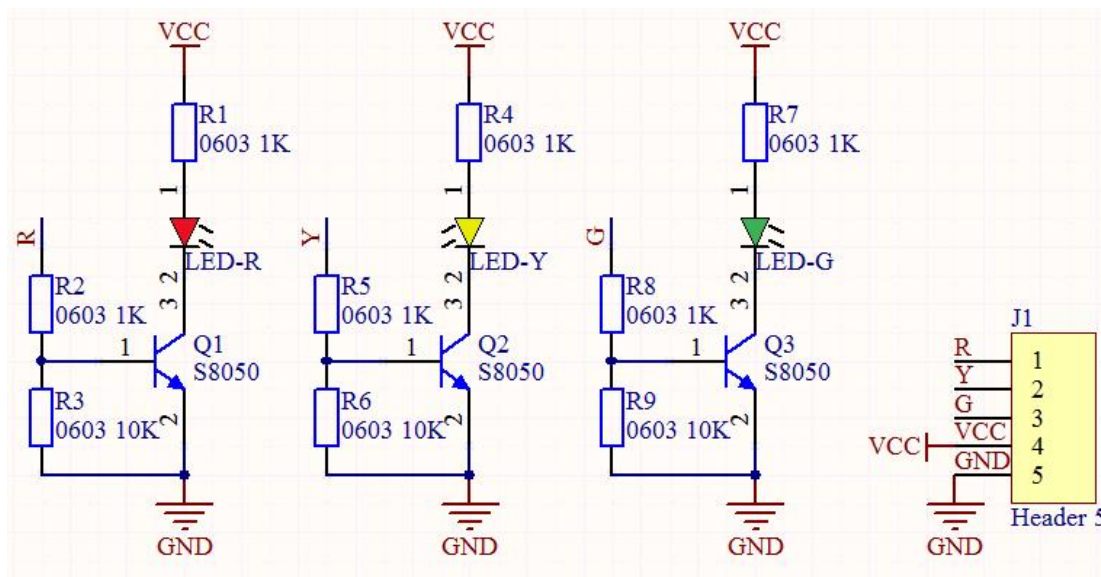 VCC
R1
0603 1K
1
R
LED-R
2
R2
0603 1K
3
1
Q1
S8050
R3
0603 10K
2
GND
VCC
R4
0603 1K
1
Y
LED-Y
2
R5
0603 1K
3
1
Q2
S8050
R6
0603 10K
2
GND
VCC
R7
0603 1K
1
G
LED-G
2
R8
0603 1K
3
1
Q3
S8050
R9
0603 10K
2
GND
J1
R 1
Y 2
G 3
VCC VCC 4
GND 5
Header 5
GND